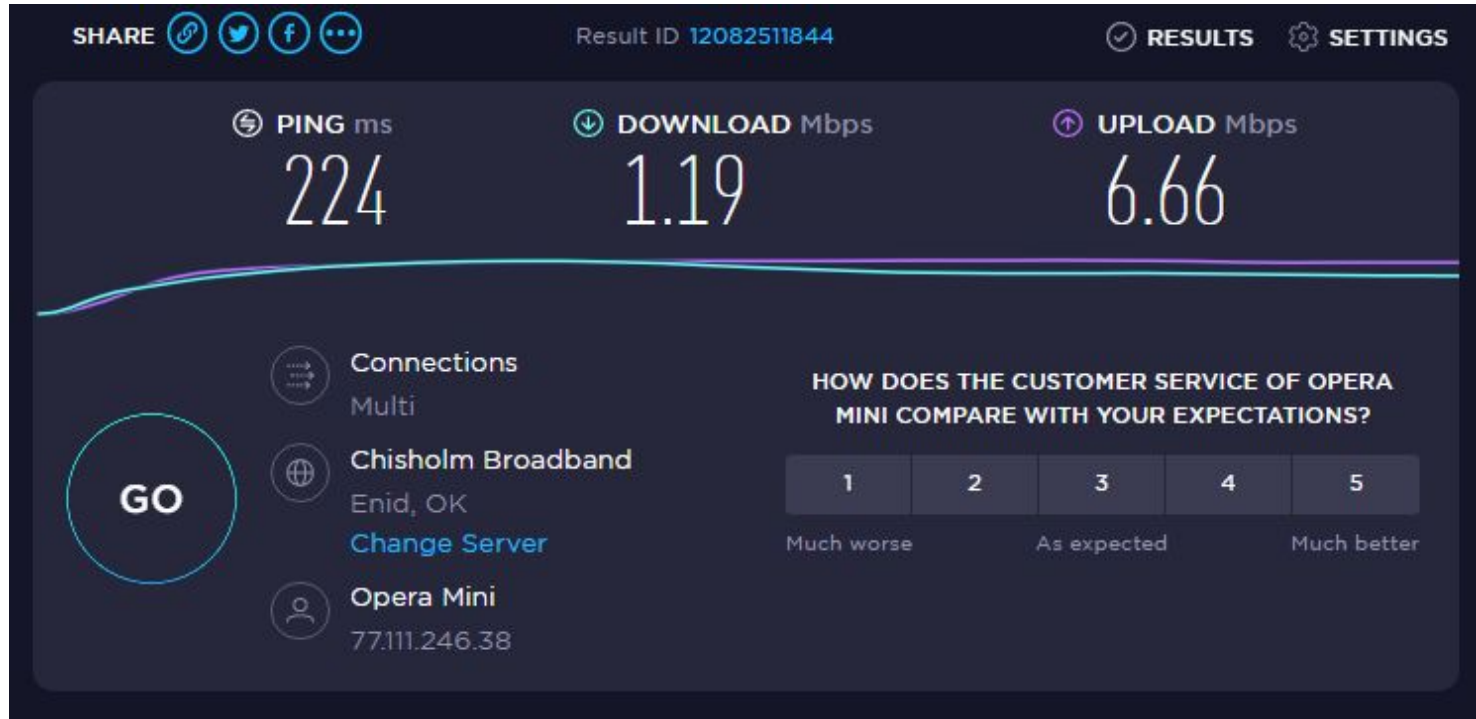 SHARE Result ID 12082511844 RESULTS SETTINGS
PING ms DOWNLOAD Mbps UPLOAD Mbps
224 1.19 6.66
GO
Connections
Multi
Chisholm Broadband
Enid, OK
Change Server
Opera Mini
77.111.246.38
HOW DOES THE CUSTOMER SERVICE OF OPERA
MINI COMPARE WITH YOUR EXPECTATIONS?
1 2 3 4 5
Much worse As expected Much better